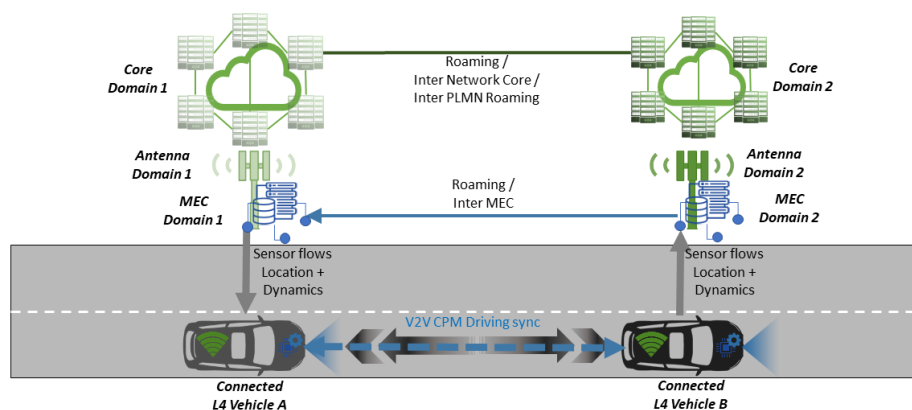 Core
Domain 1
Roaming /
Inter Network Core /
Inter PLMN Roaming
Core
Domain 2
Antenna
Domain 1
Antenna
Domain 2
MEC
Domain 1
Roaming /
Inter MEC
MEC
Domain 2
Sensor flows
Location +
Dynamics
Sensor flows
Location +
Dynamics
V2V CPM Driving sync
Connected
L4 Vehicle A
Connected
L4 Vehicle B